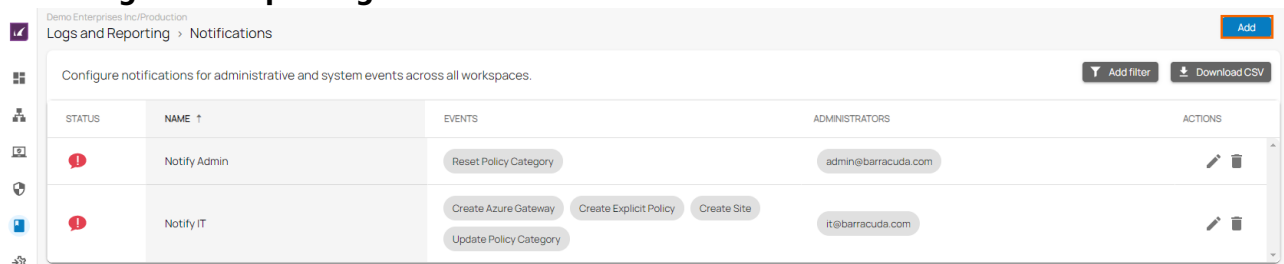 Demo Enterprises Inc/Production
Logs and Reporting > Notifications
Add
Configure notifications for administrative and system events across all workspaces.
Add filter
Download CSV
STATUS NAME ↑ EVENTS ADMINISTRATORS ACTIONS
Notify Admin Reset Policy Category admin@barracuda.com
Create Azure Gateway Create Explicit Policy Create Site
Notify IT it@barracuda.com
Update Policy Category